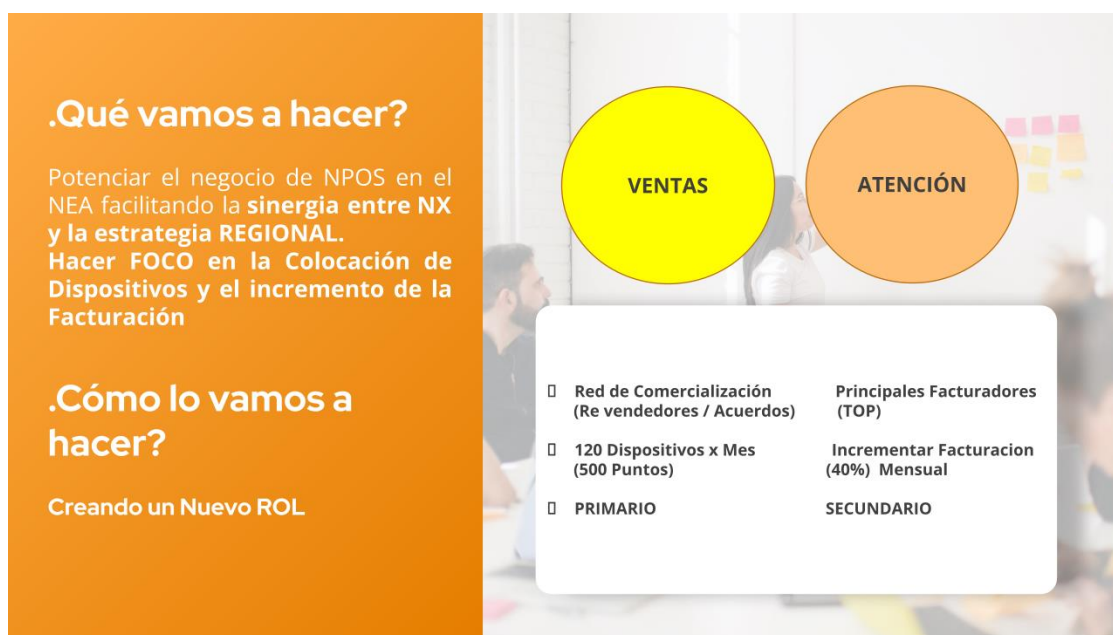 .Qué vamos a hacer?
Potenciar el negocio de NPOS en el
NEA facilitando la sinergia entre NX
y la estrategia REGIONAL.
Hacer FOCO en la Colocación de
Dispositivos y el incremento de la
Facturación
.Cómo lo vamos a
hacer?
Creando un Nuevo ROL
VENTAS
ATENCIÓN
Red de Comercialización
(Re vendedores / Acuerdos)
Principales Facturadores
(TOP)
120 Dispositivos x Mes
(500 Puntos)
Incrementar Facturacion
(40%) Mensual
PRIMARIO
SECUNDARIO